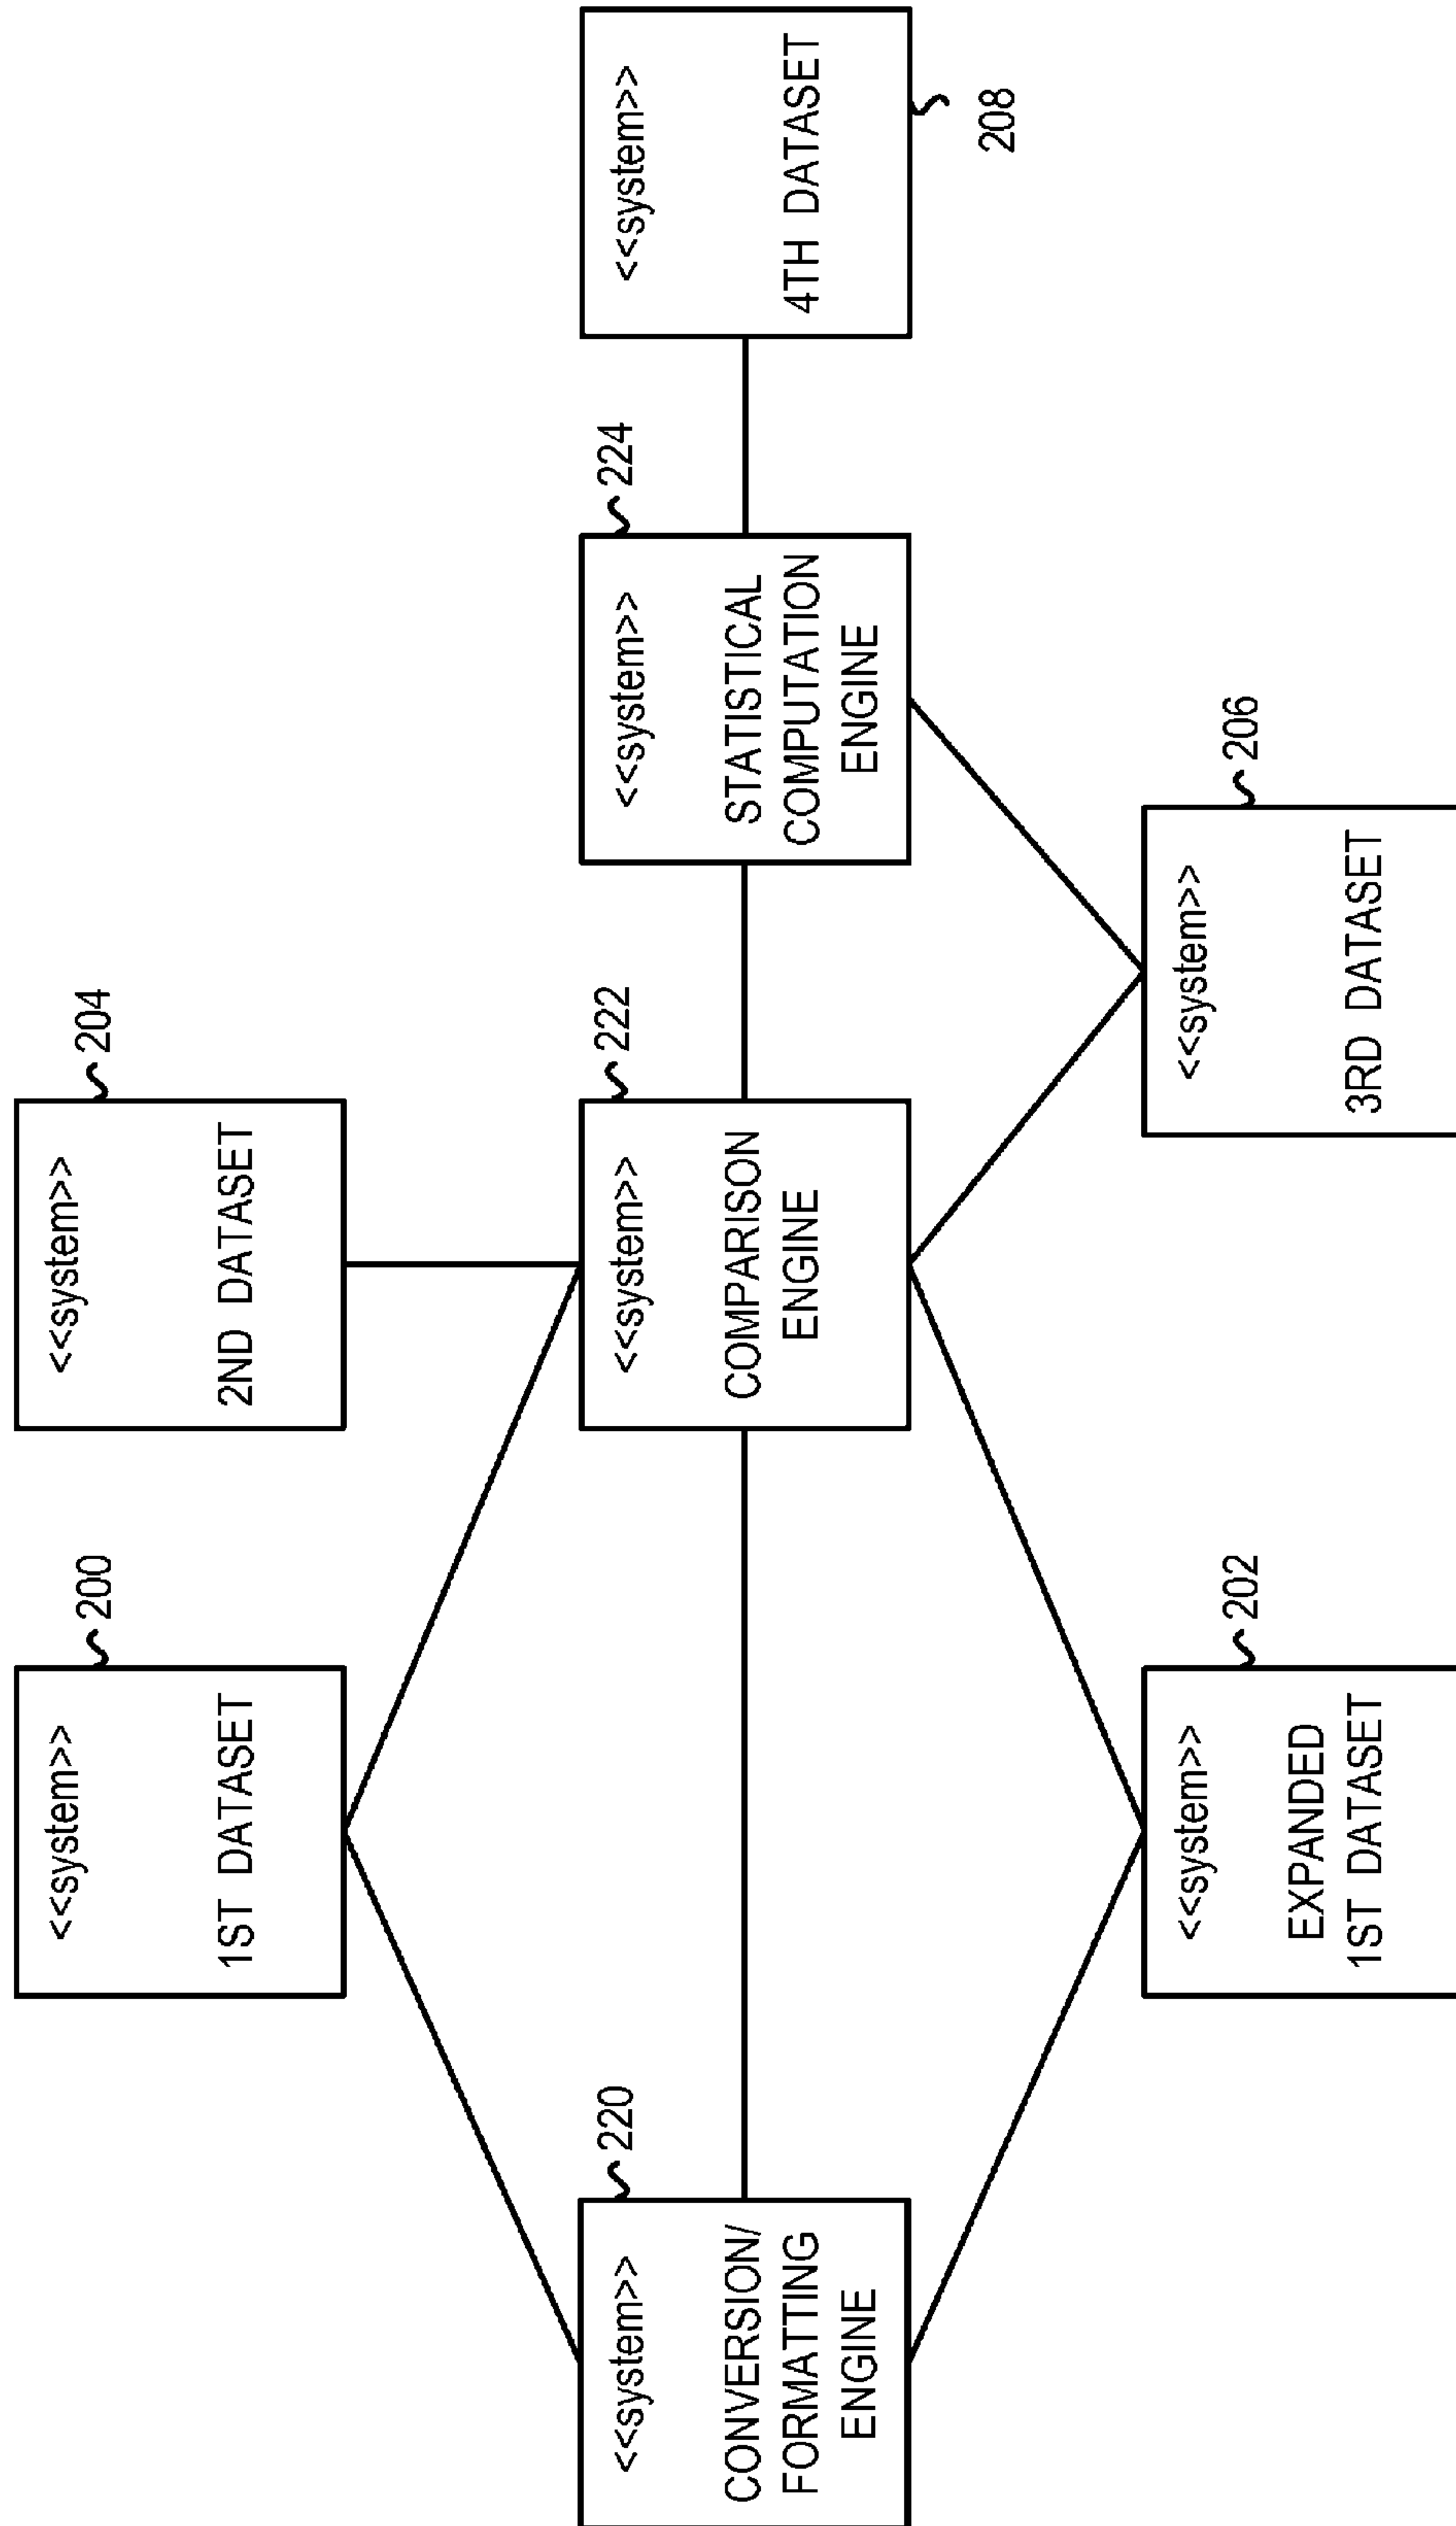 200
<<system>>
1ST DATASET
204
<<system>>
2ND DATASET
220
<<system>>
CONVERSION/
FORMATTING
ENGINE
222
<<system>>
COMPARISON
ENGINE
224
<<system>>
STATISTICAL
COMPUTATION
ENGINE
<<system>>
4TH DATASET
208
202
<<system>>
EXPANDED
1ST DATASET
206
<<system>>
3RD DATASET